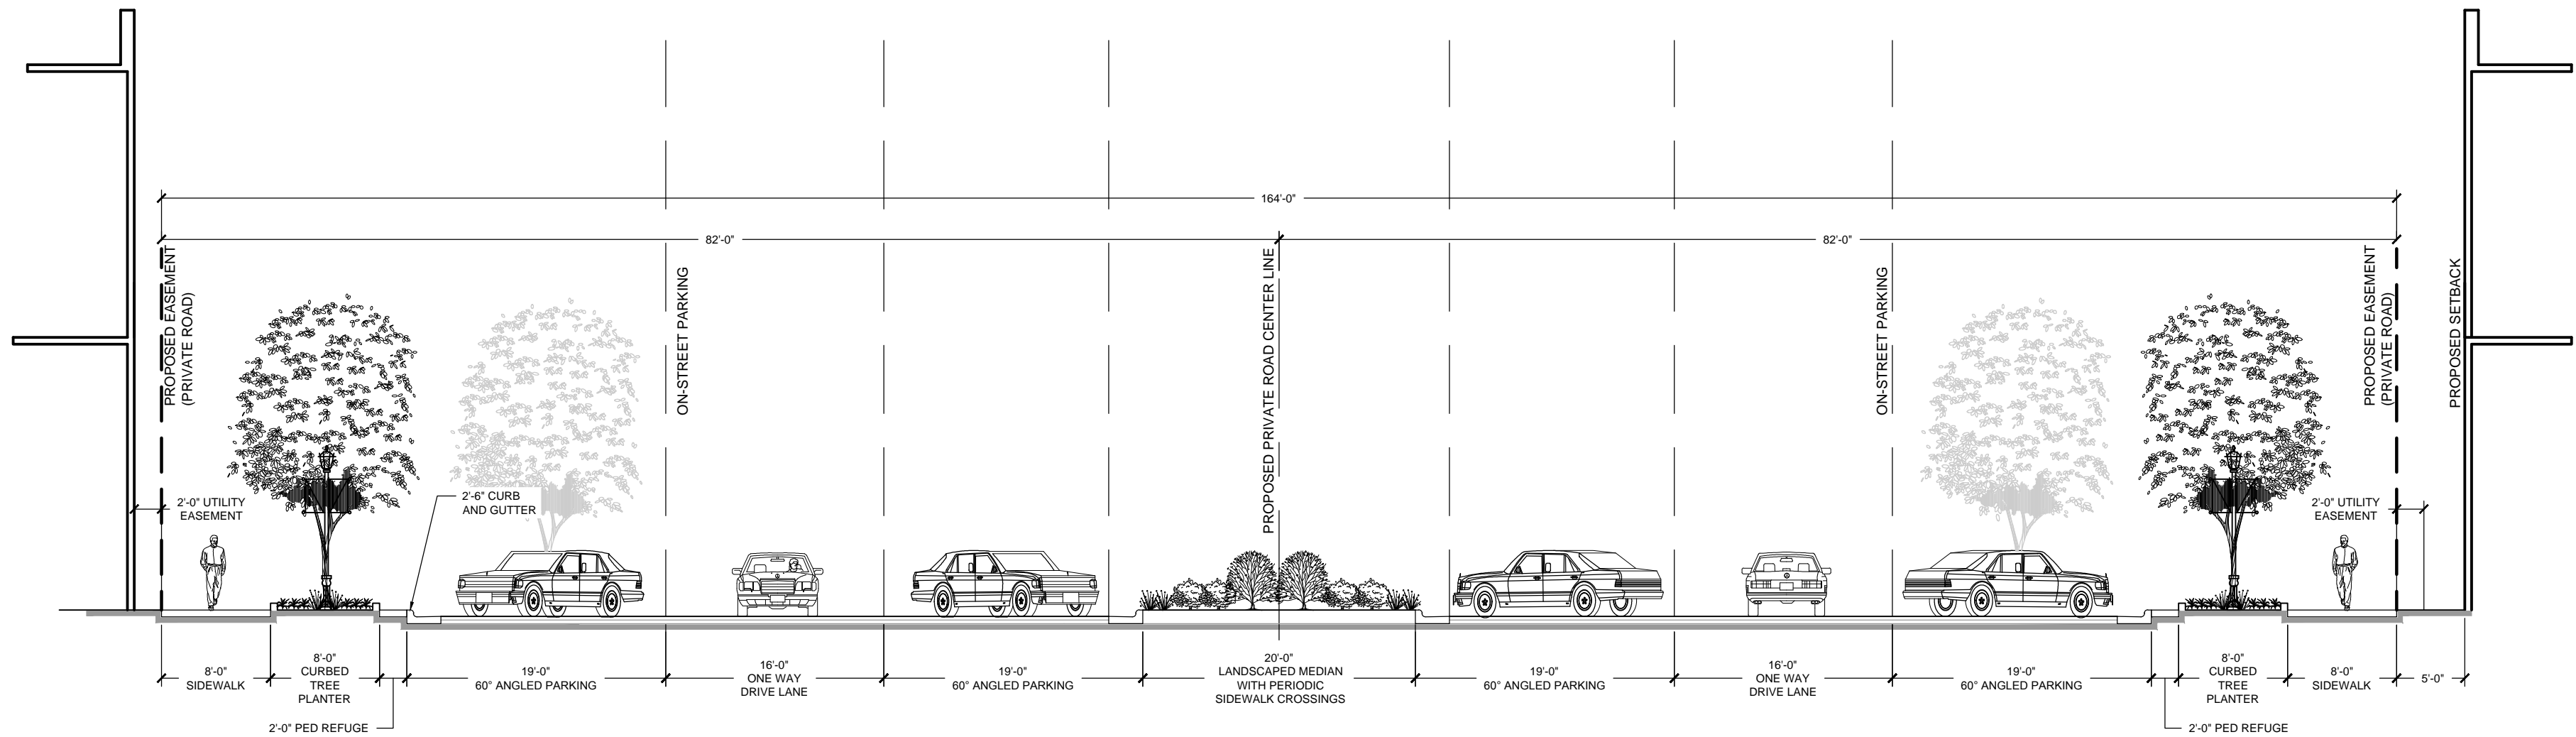 164'-0"
82'-0"
82'-0"
PROPOSED EASEMENT
(PRIVATE ROAD)
ON-STREET PARKING
PROPOSED PRIVATE ROAD CENTER LINE
ON-STREET PARKING
PROPOSED EASEMENT
(PRIVATE ROAD)
PROPOSED SETBACK
2'-0" UTILITY
EASEMENT
2'-6" CURB
AND GUTTER
2'-0" UTILITY
EASEMENT
8'-0"
SIDEWALK
8'-0"
CURBED
TREE
PLANTER
19'-0"
60° ANGLED PARKING
16'-0"
ONE WAY
DRIVE LANE
19'-0"
60° ANGLED PARKING
20'-0"
LANDSCAPED MEDIAN
WITH PERIODIC
SIDEWALK CROSSINGS
19'-0"
60° ANGLED PARKING
16'-0"
ONE WAY
DRIVE LANE
19'-0"
60° ANGLED PARKING
8'-0"
CURBED
TREE
PLANTER
8'-0"
SIDEWALK
5'-0"
2'-0" PED REFUGE
2'-0" PED REFUGE